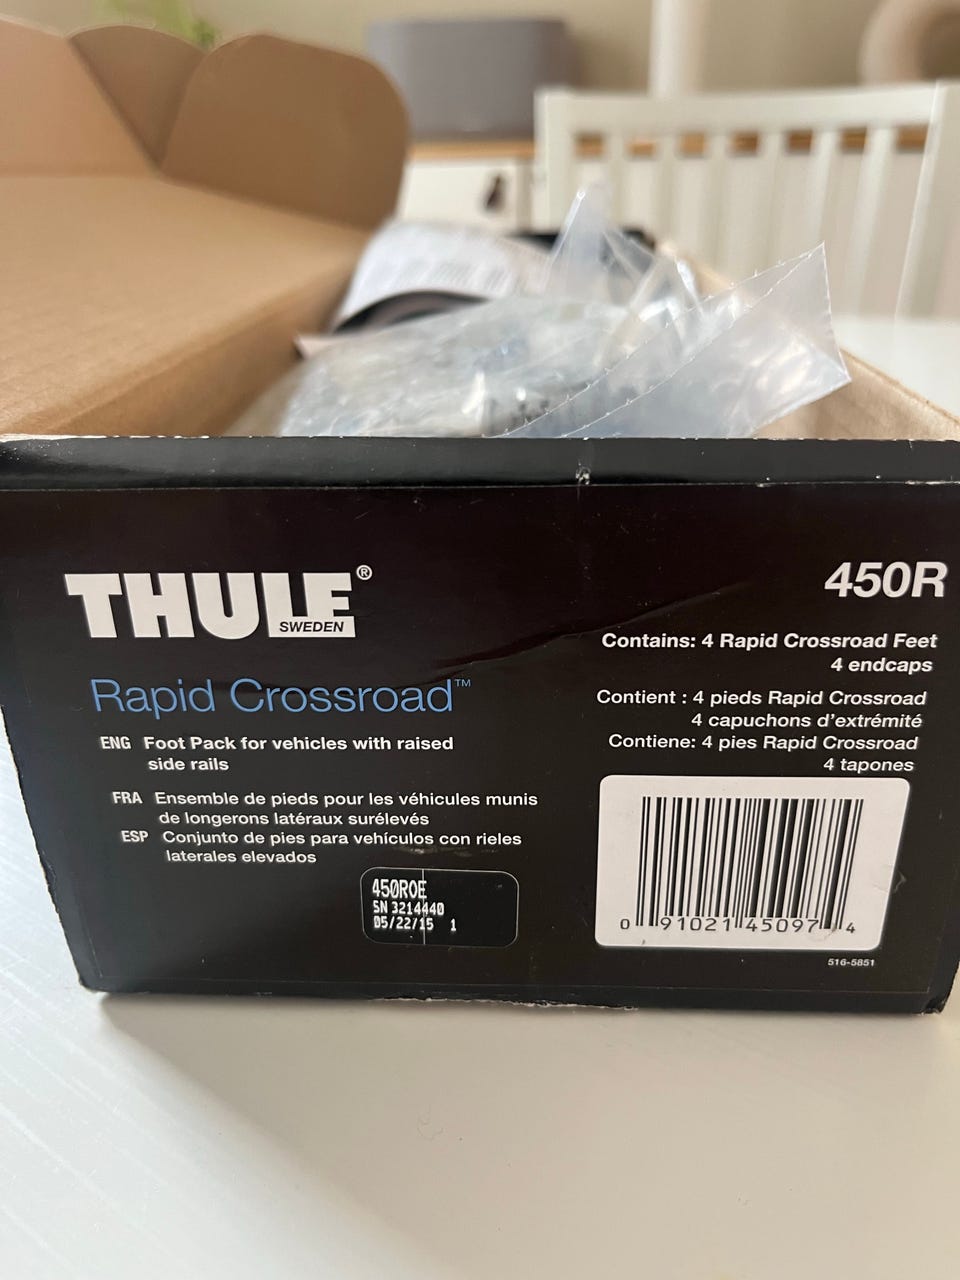 THULE®
SWEDEN
Rapid Crossroad™
ENG Foot Pack for vehicles with raised
side rails
FRA Ensemble de pieds pour les véhicules munis
de longerons latéraux surélevés
ESP Conjunto de pies para vehículos con rieles
laterales elevados
450ROE
SN 3214440
05/22/15 1
450R
Contains: 4 Rapid Crossroad Feet
4 endcaps
Contient : 4 pieds Rapid Crossroad
4 capuchons d'extrémité
Contiene: 4 pies Rapid Crossroad
4 tapones
0 91021 45097 4
516-5851